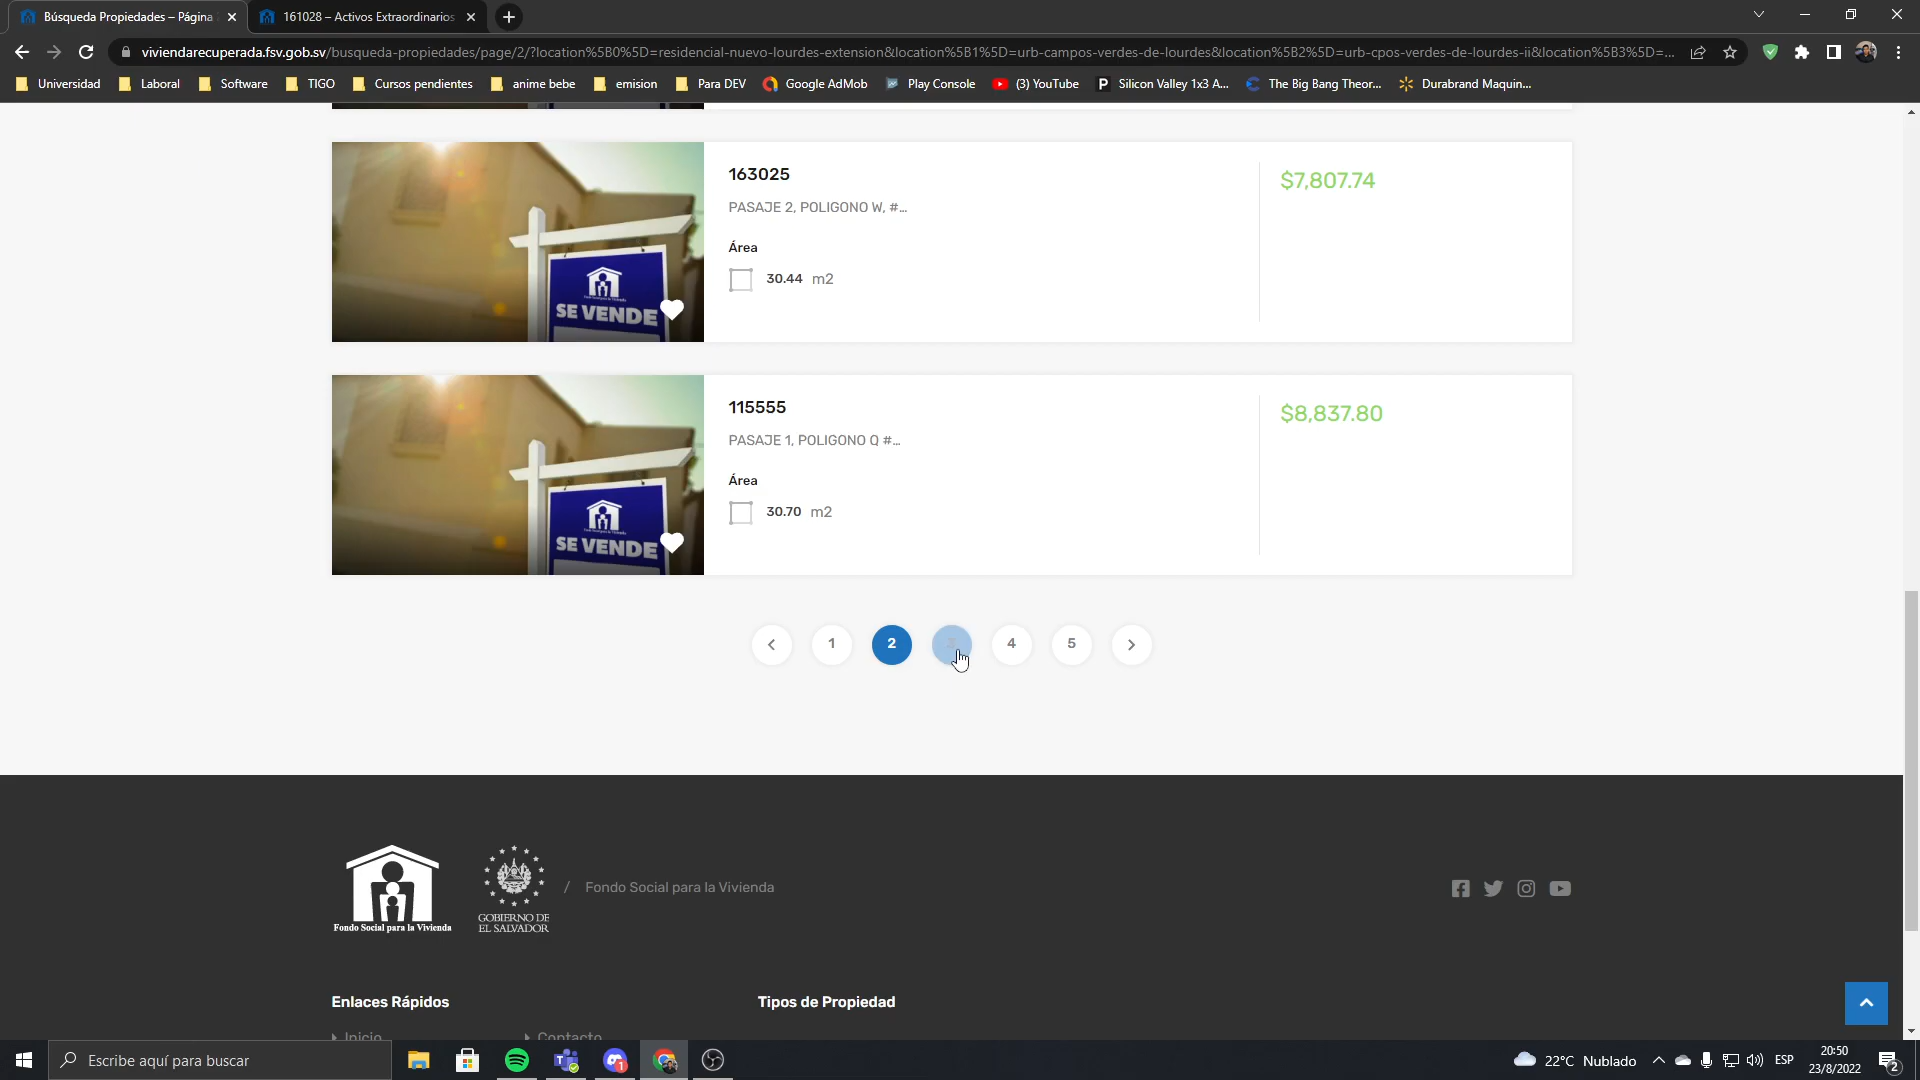 Búsqueda Propiedades – Página
161028 – Activos Extraordinarios
viviendarecuperada.fsv.gob.sv/busqueda-propiedades/page/2/?location%5B0%5D=residencial-nuevo-lourdes-extension&location%5B1%5D=urb-campos-verdes-de-lourdes&location%5B2%5D=urb-cpos-verdes-de-lourdes-ii&location%5B3%5D=...
Universidad
Laboral
Software
TIGO
Cursos pendientes
anime bebe
emision
Para DEV
Google AdMob
Play Console
(3) YouTube
Silicon Valley 1x3 A...
The Big Bang Theor...
Durabrand Maquin...
163025
PASAJE 2, POLIGONO W, #...
Área
30.44 m2
$7,807.74
SE VENDE
115555
PASAJE 1, POLIGONO Q #...
Área
30.70 m2
$8,837.80
SE VENDE
1
2
3
4
5
Fondo Social para la Vivienda
GOBIERNO DE
EL SALVADOR
/ Fondo Social para la Vivienda
Enlaces Rápidos
Tipos de Propiedad
Inicio
Contacto
Escribe aquí para buscar
1
22°C Nublado
ESP
20:50
23/8/2022
2